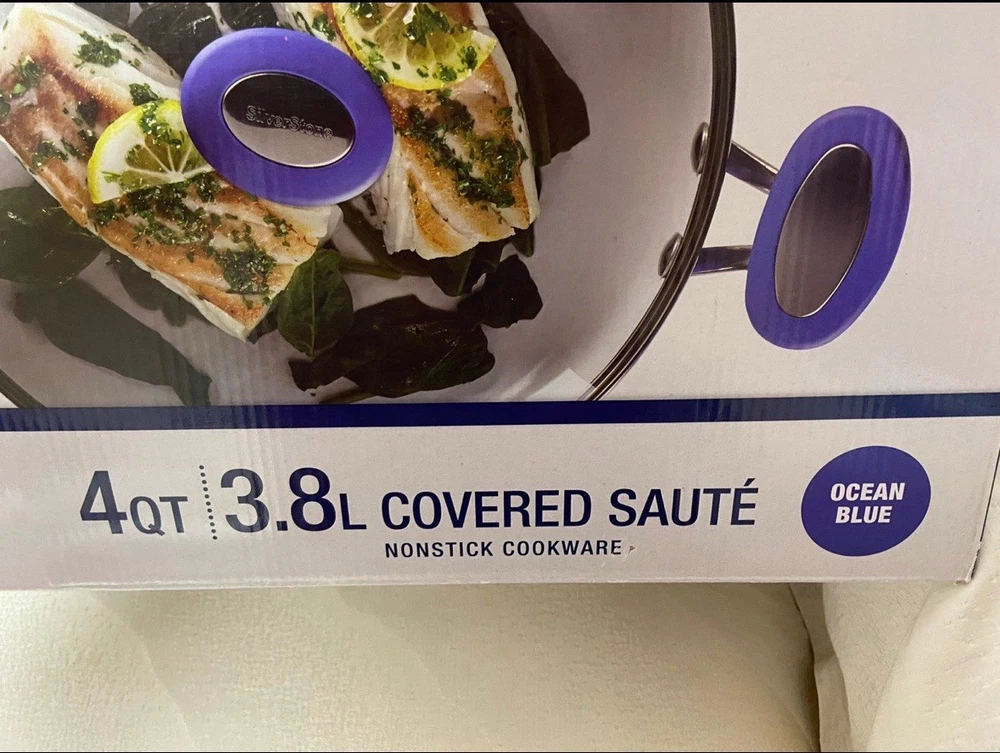 SilverStone
4QT 3.8L COVERED SAUTÉ
NONSTICK COOKWARE
OCEAN
BLUE